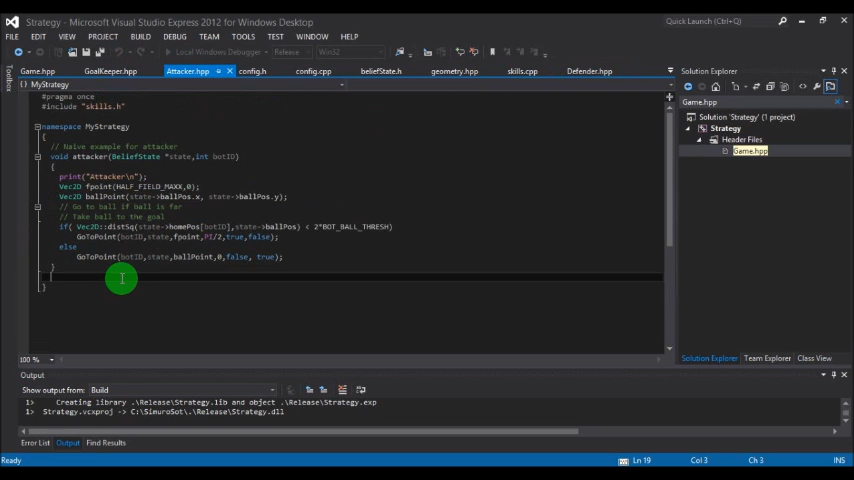 Strategy - Microsoft Visual Studio Express 2012 for Windows Desktop
Quick Launch (Ctrl+Q)
FILE EDIT VIEW PROJECT BUILD DEBUG TEAM TOOLS TEST WINDOW HELP
Local Windows Debugger Release Win32
Game.hpp GoalKeeper.hpp Attacker.hpp config.h config.cpp beliefState.h geometry.hpp skills.cpp Defender.hpp
Toolbox
{} MyStrategy
#pragma once
#include "skills.h"
namespace MyStrategy
{
// Naive example for attacker
void attacker(BeliefState *state,int botID)
{
print("Attacker\n");
Vec2D fpoint(HALF_FIELD_MAXX,0);
Vec2D ballPoint(state->ballPos.x, state->ballPos.y);
// Go to ball if ball is far
// Take ball to the goal
if( Vec2D::distSq(state->homePos[botID],state->ballPos) < 2*BOT_BALL_THRESH)
GoToPoint(botID,state,fpoint,PI/2,true,false);
else
GoToPoint(botID,state,ballPoint,0,false, true);
}
}
100 %
Solution Explorer
Game.hpp
Solution 'Strategy' (1 project)
Strategy
Header Files
Game.hpp
Solution Explorer Team Explorer Class View
Output
Show output from: Build
1> Creating library .\Release\Strategy.lib and object .\Release\Strategy.exp
1> Strategy.vcxproj -> C:\SimuroSot\.\Release\Strategy.dll
Error List Output Find Results
Ready Ln 19 Col 3 Ch 3 INS